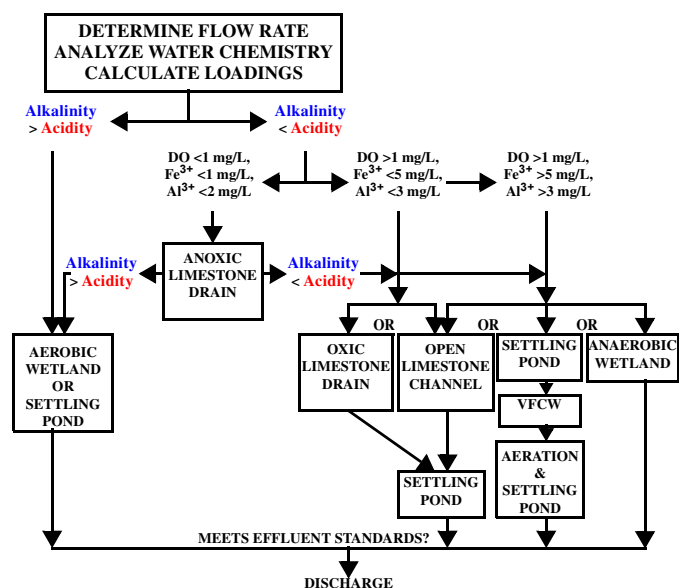 DETERMINE FLOW RATE
ANALYZE WATER CHEMISTRY
CALCULATE LOADINGS
Alkalinity
> Acidity
Alkalinity
< Acidity
DO <1 mg/L,
Fe³⁺ <1 mg/L,
Al³⁺ <2 mg/L
DO >1 mg/L,
Fe³⁺ <5 mg/L,
Al³⁺ <3 mg/L
DO >1 mg/L,
Fe³⁺ >5 mg/L,
Al³⁺ >3 mg/L
Alkalinity
> Acidity
ANOXIC
LIMESTONE
DRAIN
Alkalinity
< Acidity
OR
OR
OR
AEROBIC
WETLAND
OR
SETTLING
POND
OXIC
LIMESTONE
DRAIN
OPEN
LIMESTONE
CHANNEL
SETTLING
POND
ANAEROBIC
WETLAND
VFCW
SETTLING
POND
AERATION
&
SETTLING
POND
MEETS EFFLUENT STANDARDS?
DISCHARGE